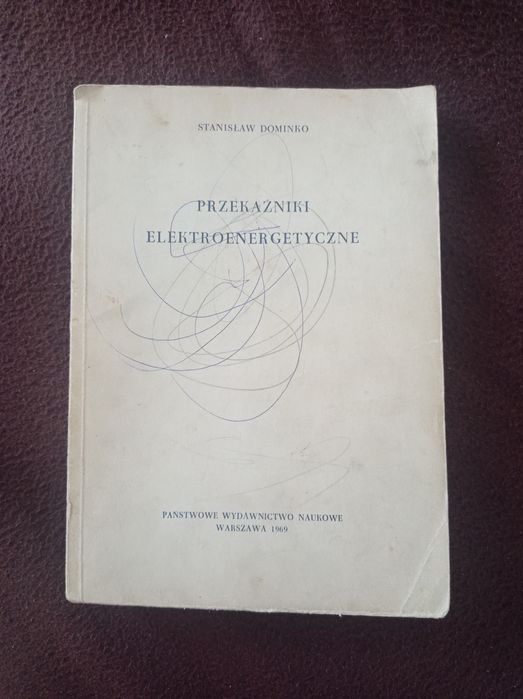 STANISŁAW DOMINKO
PRZEKAŹNIKI
ELEKTROENERGETYCZNE
PAŃSTWOWE WYDAWNICTWO NAUKOWE
WARSZAWA 1969